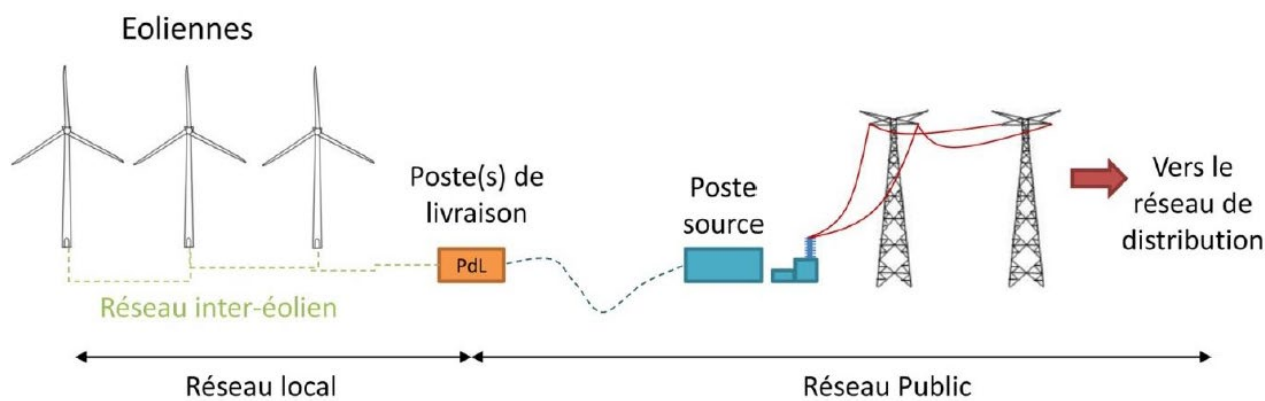 Eoliennes
Poste(s) de
livraison
Poste
source
Vers le
réseau de
distribution
PdL
Réseau inter-éolien
Réseau local
Réseau Public